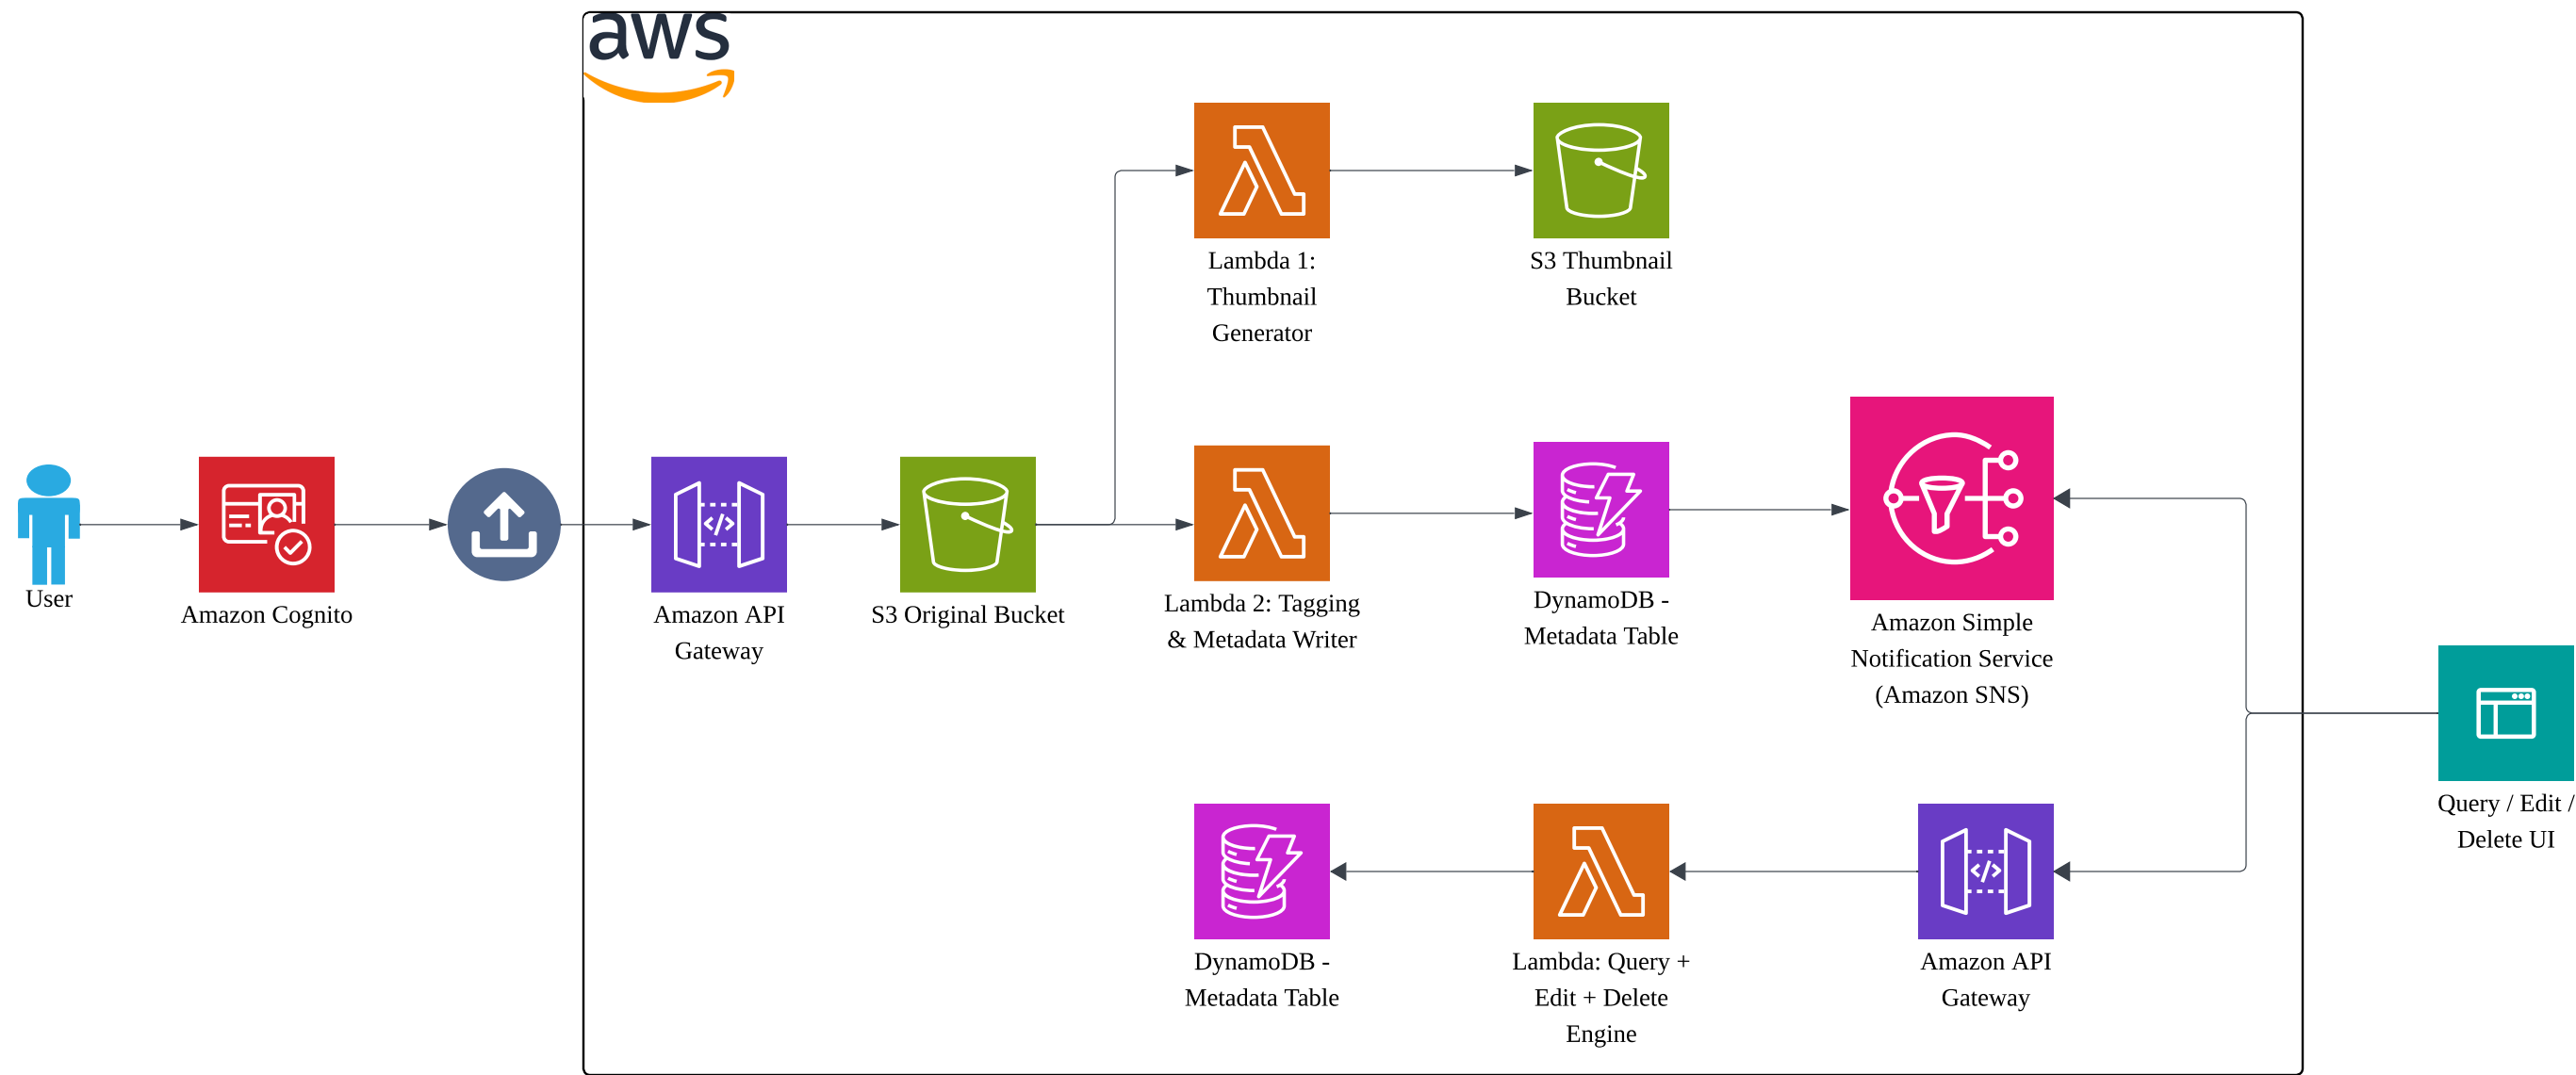 aws
Lambda 1:
Thumbnail
Generator
S3 Thumbnail
Bucket
User
Amazon Cognito
Amazon API
Gateway
S3 Original Bucket
Lambda 2: Tagging
& Metadata Writer
DynamoDB -
Metadata Table
Amazon Simple
Notification Service
(Amazon SNS)
Query / Edit /
Delete UI
DynamoDB -
Metadata Table
Lambda: Query +
Edit + Delete
Engine
Amazon API
Gateway